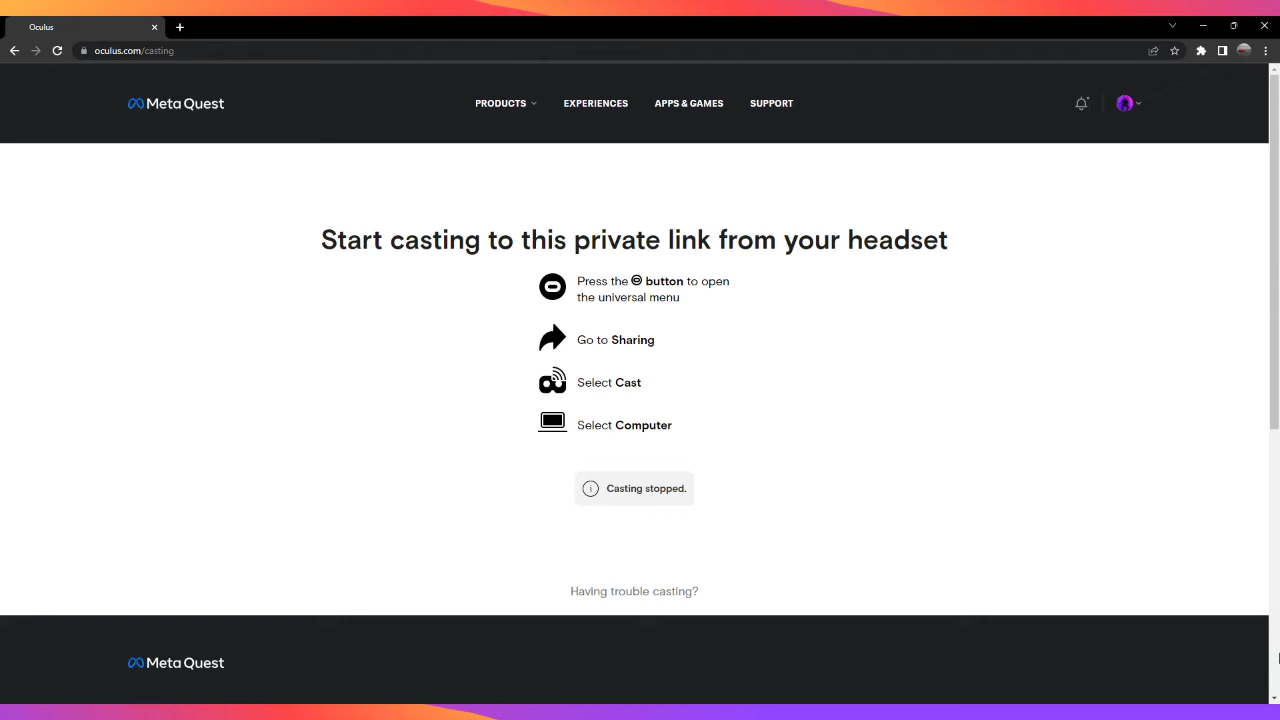 Oculus
oculus.com/casting
Meta Quest
PRODUCTS
EXPERIENCES
APPS & GAMES
SUPPORT
Start casting to this private link from your headset
Press the button to open
the universal menu
Go to Sharing
Select Cast
Select Computer
Casting stopped.
Having trouble casting?
Meta Quest